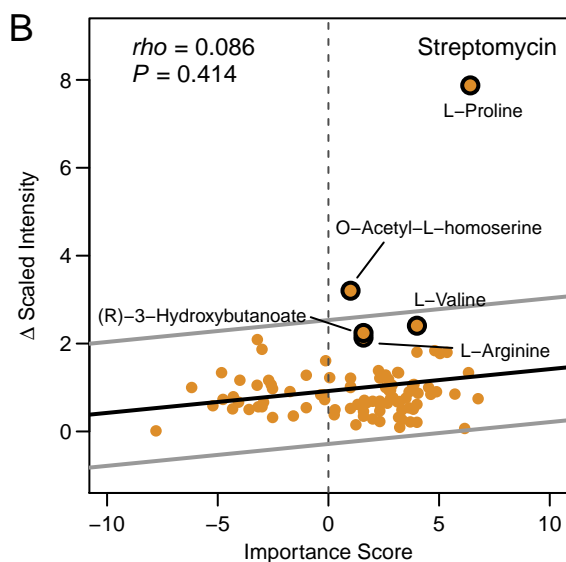 B
rho = 0.086
P = 0.414
Streptomycin
L−Proline
O−Acetyl−L−homoserine
(R)−3−Hydroxybutanoate
L−Valine
L−Arginine
Δ Scaled Intensity
8
6
4
2
0
−10 −5 0 5 10
Importance Score